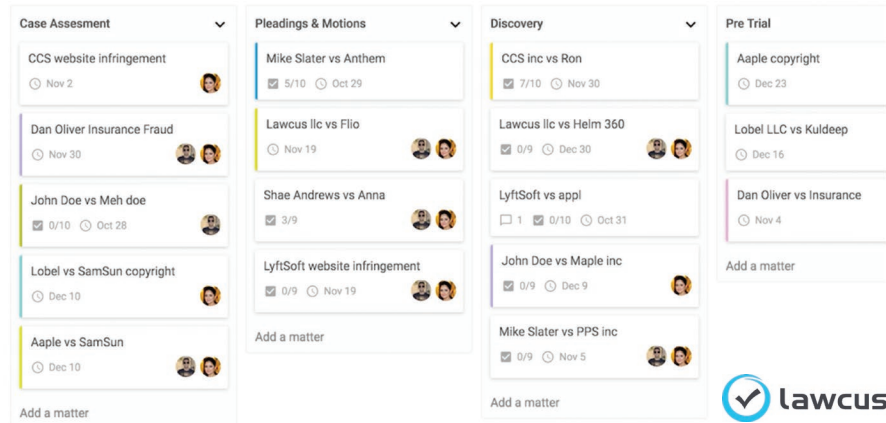 Case Assesment
CCS website infringement
Nov 2
Dan Oliver Insurance Fraud
Nov 30
John Doe vs Meh doe
0/10 Oct 28
Lobel vs SamSun copyright
Dec 10
Aaple vs SamSun
Dec 10
Add a matter
Pleadings & Motions
Mike Slater vs Anthem
5/10 Oct 29
Lawcus llc vs Flio
Nov 19
Shae Andrews vs Anna
3/9
LyftSoft website infringement
0/9 Nov 19
Add a matter
Discovery
CCS inc vs Ron
7/10 Nov 30
Lawcus llc vs Helm 360
0/9 Dec 30
LyftSoft vs appl
1 0/10 Oct 31
John Doe vs Maple inc
0/9 Dec 9
Mike Slater vs PPS inc
0/9 Nov 5
Add a matter
Pre Trial
Aaple copyright
Dec 23
Lobel LLC vs Kuldeep
Dec 16
Dan Oliver vs Insurance
Nov 4
Add a matter
lawcus